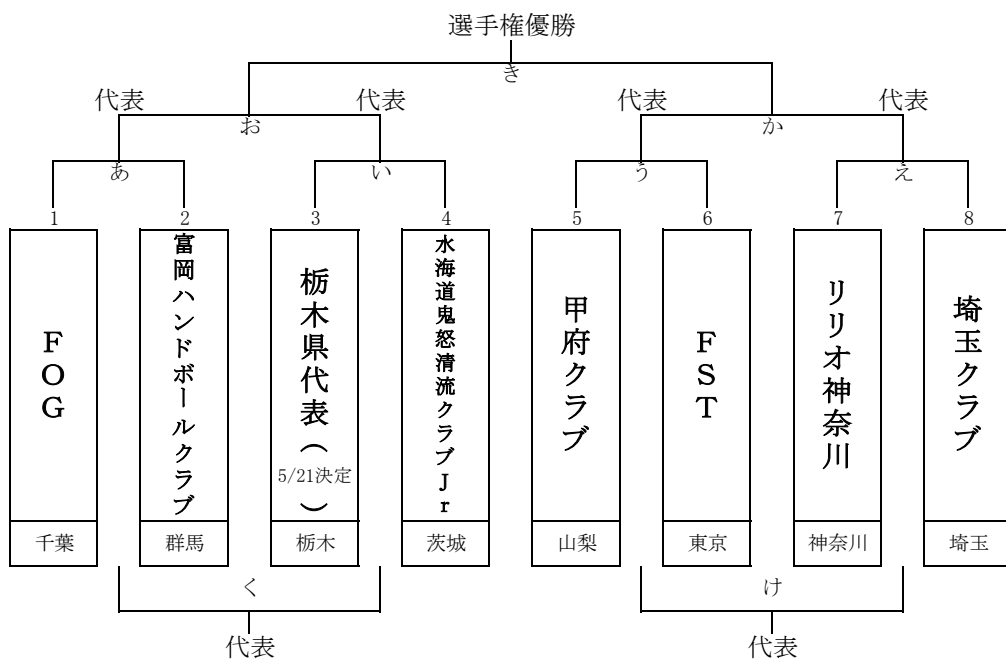 選手権優勝
き
代表
代表
代表
代表
お
か
あ
い
う
え
1
2
3
4
5
6
7
8
FOG
富岡ハンドボールクラブ
栃木県代表(5/21決定)
水海道鬼怒清流クラブJr
甲府クラブ
FST
リリオ神奈川
埼玉クラブ
千葉
群馬
栃木
茨城
山梨
東京
神奈川
埼玉
く
け
代表
代表